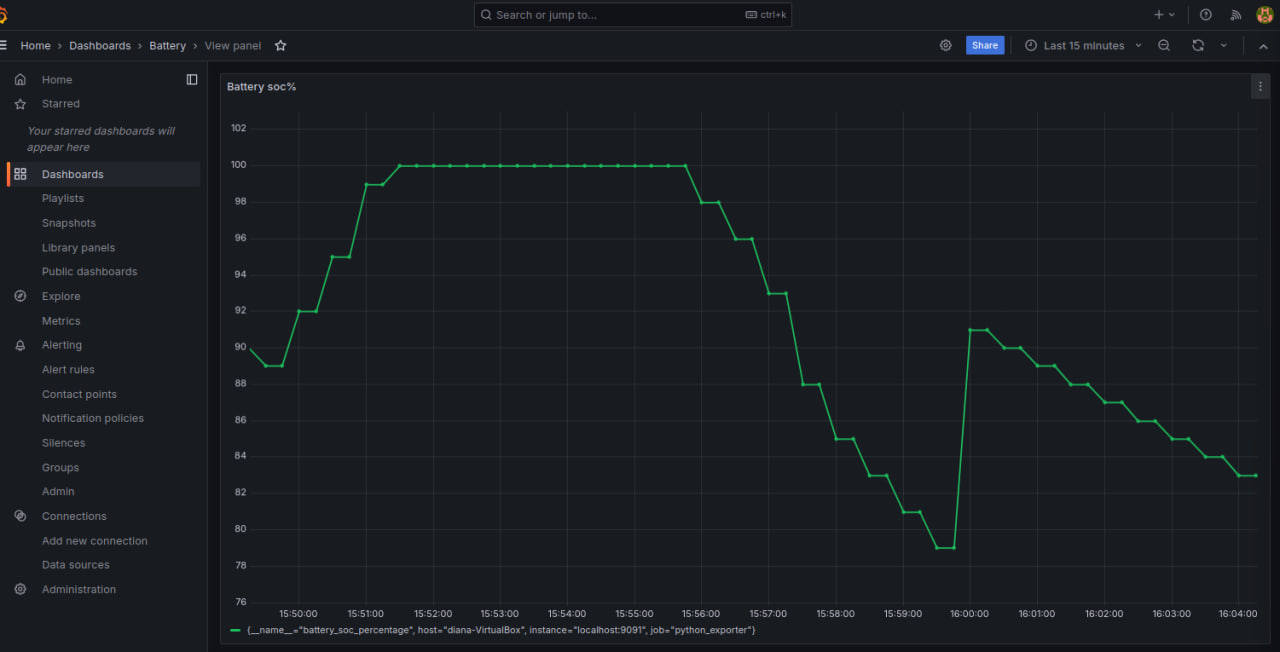 Search or jump to... ctrl+k
Home › Dashboards › Battery › View panel Share Last 15 minutes
Home
Starred
Your starred dashboards will
appear here
Dashboards
Playlists
Snapshots
Library panels
Public dashboards
Explore
Metrics
Alerting
Alert rules
Contact points
Notification policies
Silences
Groups
Admin
Connections
Add new connection
Data sources
Administration
Battery soc%
102
100
98
96
94
92
90
88
86
84
82
80
78
76
15:50:00 15:51:00 15:52:00 15:53:00 15:54:00 15:55:00 15:56:00 15:57:00 15:58:00 15:59:00 16:00:00 16:01:00 16:02:00 16:03:00 16:04:00
{__name__="battery_soc_percentage", host="diana-VirtualBox", instance="localhost:9091", job="python_exporter"}